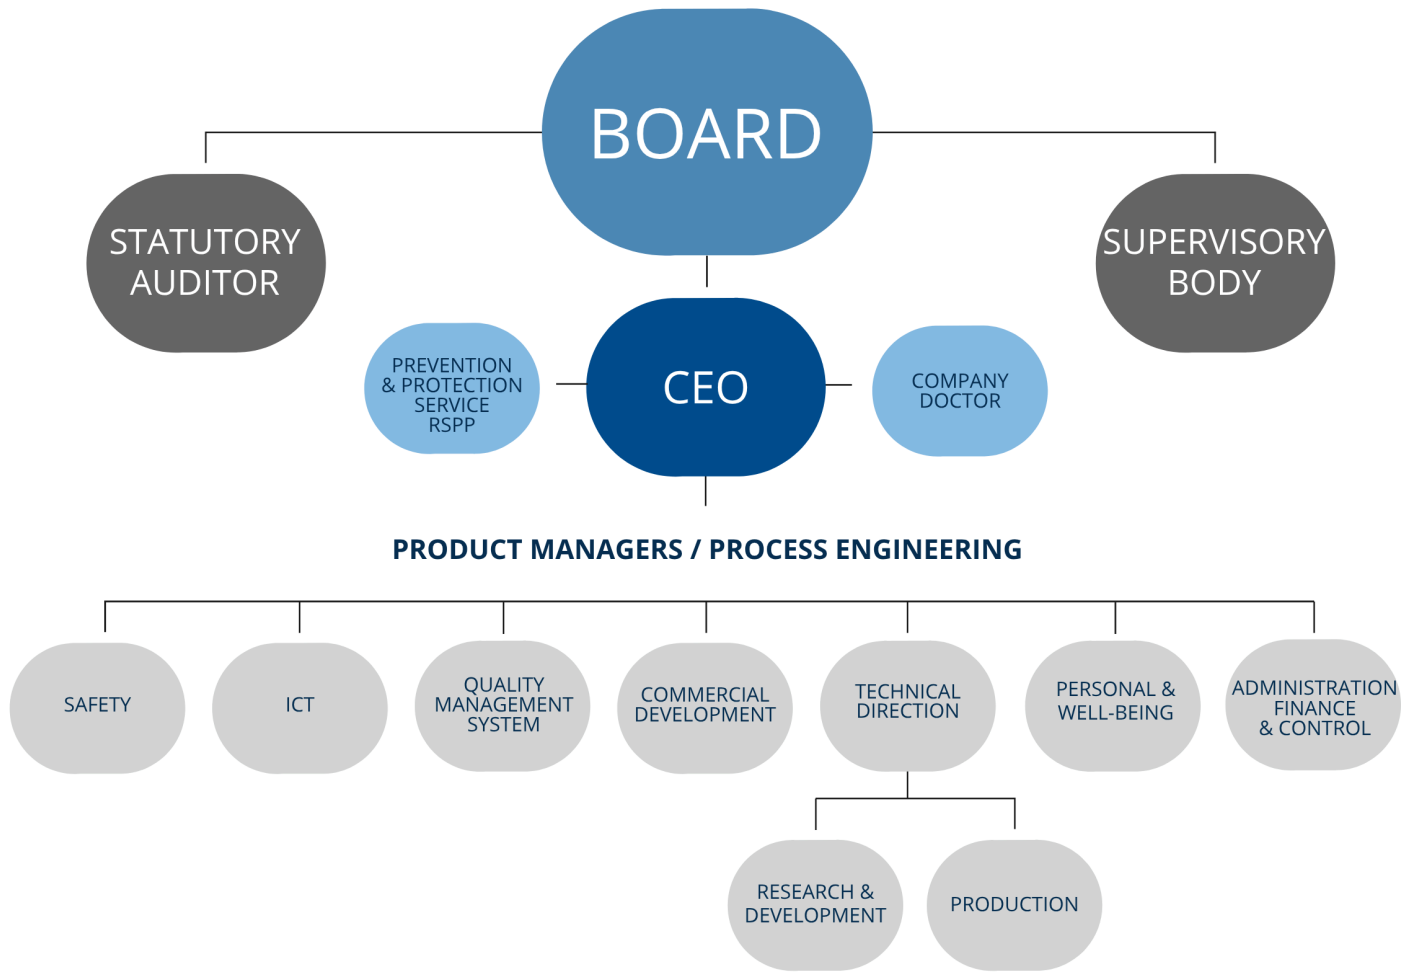 BOARD
STATUTORY
AUDITOR
SUPERVISORY
BODY
PREVENTION
& PROTECTION
SERVICE
RSPP
CEO
COMPANY
DOCTOR
PRODUCT MANAGERS / PROCESS ENGINEERING
SAFETY
ICT
QUALITY
MANAGEMENT
SYSTEM
COMMERCIAL
DEVELOPMENT
TECHNICAL
DIRECTION
PERSONAL &
WELL-BEING
ADMINISTRATION
FINANCE
& CONTROL
RESEARCH &
DEVELOPMENT
PRODUCTION